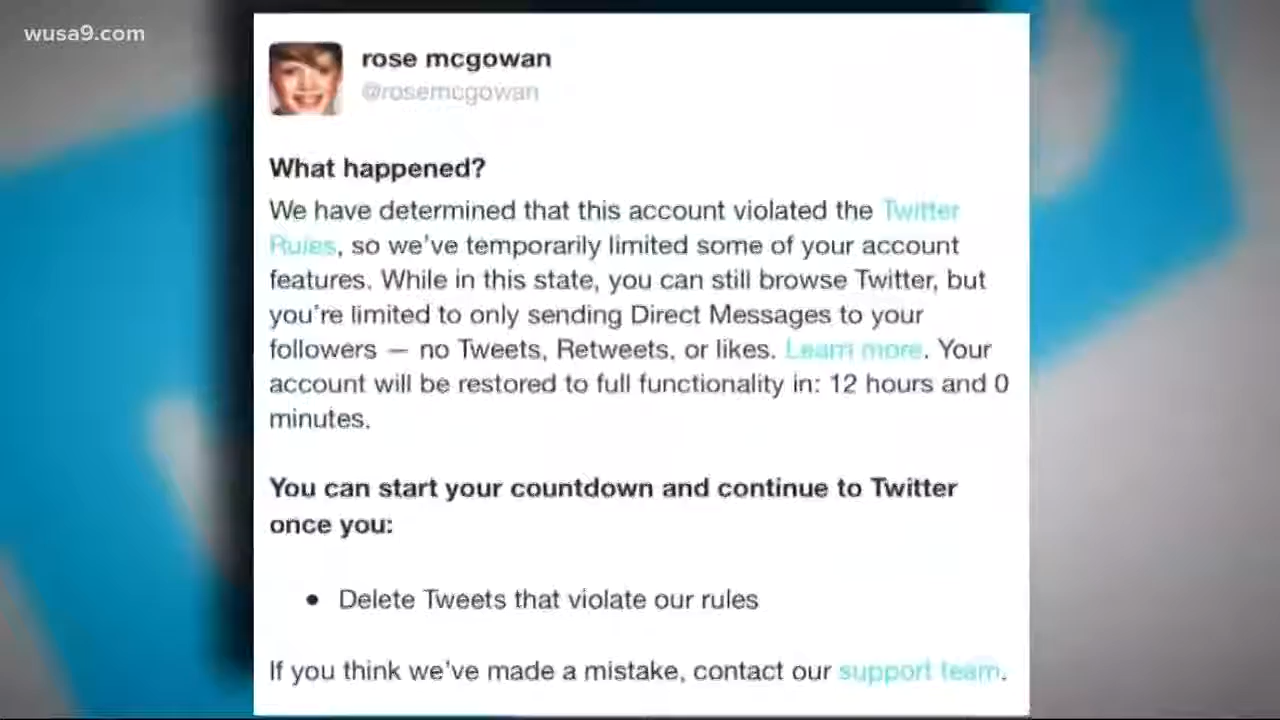 wusa9.com
rose mcgowan
@rosemcgowan
What happened?
We have determined that this account violated the Twitter
Rules, so we've temporarily limited some of your account
features. While in this state, you can still browse Twitter, but
you're limited to only sending Direct Messages to your
followers — no Tweets, Retweets, or likes. Learn more. Your
account will be restored to full functionality in: 12 hours and 0
minutes.
You can start your countdown and continue to Twitter
once you:
• Delete Tweets that violate our rules
If you think we've made a mistake, contact our support team.